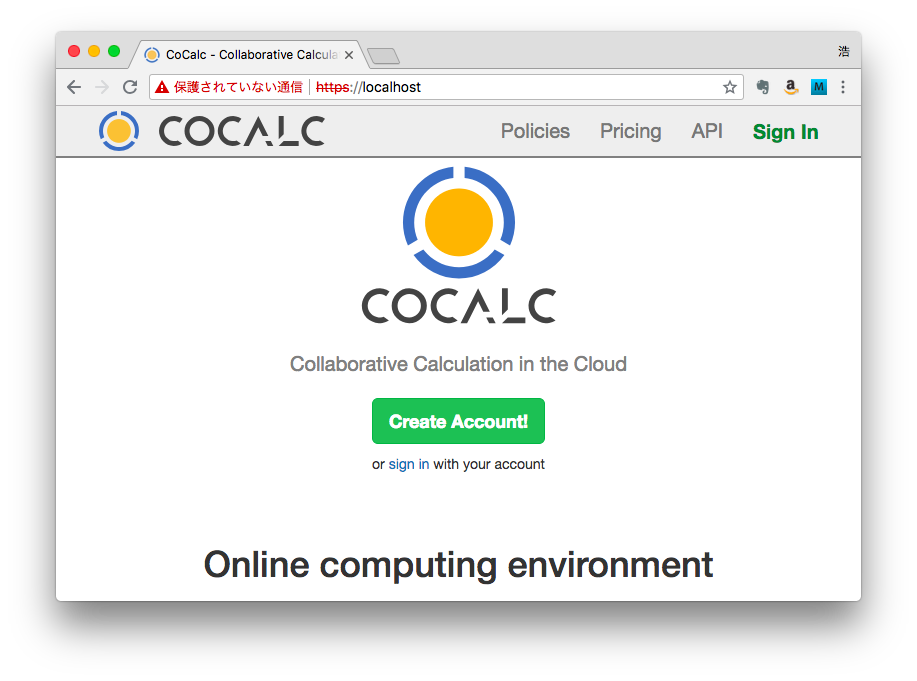 CoCalc - Collaborative Calcula
浩
保護されていない通信 https://localhost
COCALC Policies Pricing API Sign In
COCALC
Collaborative Calculation in the Cloud
Create Account!
or sign in with your account
Online computing environment